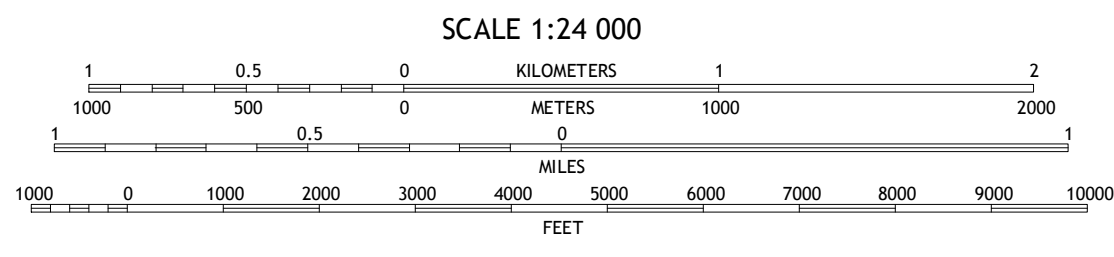 SCALE 1:24 000
1 0.5 0 KILOMETERS 1 2
1000 500 0 METERS 1000 2000
1 0.5 0 1
MILES
1000 0 1000 2000 3000 4000 5000 6000 7000 8000 9000 10000
FEET